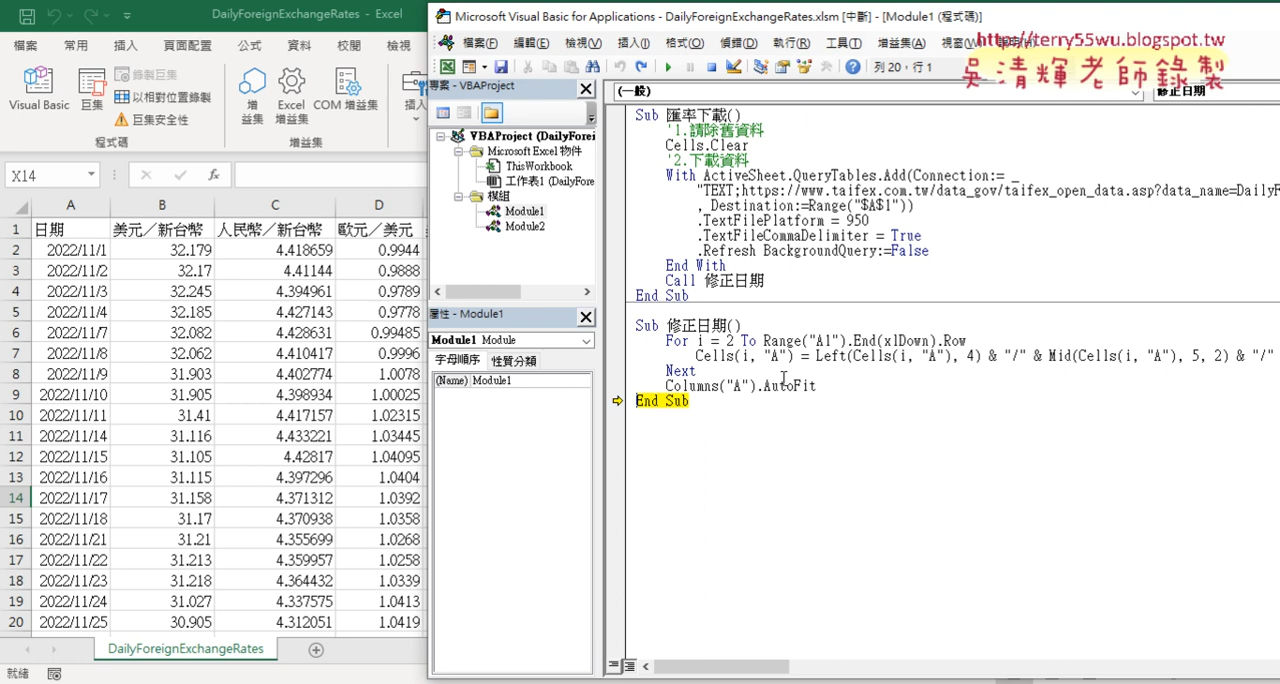 DailyForeignExchangeRates - Excel
檔案 常用 插入 頁面配置 公式 資料 校閱 檢視
Visual Basic 巨集 錄製巨集 以相對位置錄製 巨集安全性 增益集 Excel 增益集 COM 增益集 插入
程式碼 增益集
X14 fx
A B C D
1 日期 美元／新台幣 人民幣／新台幣 歐元／美元
2 2022/11/1 32.179 4.418659 0.9944
3 2022/11/2 32.17 4.41144 0.9888
4 2022/11/3 32.245 4.394961 0.9789
5 2022/11/4 32.185 4.427143 0.9778
6 2022/11/7 32.082 4.428631 0.99485
7 2022/11/8 32.062 4.410417 0.9996
8 2022/11/9 31.903 4.402774 1.0078
9 2022/11/10 31.905 4.398934 1.00025
10 2022/11/11 31.41 4.417157 1.02315
11 2022/11/14 31.116 4.433221 1.03445
12 2022/11/15 31.105 4.42817 1.04095
13 2022/11/16 31.115 4.397296 1.0404
14 2022/11/17 31.158 4.371312 1.0392
15 2022/11/18 31.17 4.370938 1.0358
16 2022/11/21 31.21 4.355699 1.0268
17 2022/11/22 31.213 4.359957 1.0258
18 2022/11/23 31.218 4.364432 1.0339
19 2022/11/24 31.027 4.337575 1.0413
20 2022/11/25 30.905 4.312051 1.0419
DailyForeignExchangeRates
就緒
Microsoft Visual Basic for Applications - DailyForeignExchangeRates.xlsm [中斷] - [Module1 (程式碼)]
檔案(F) 編輯(E) 檢視(V) 插入(I) 格式(O) 偵錯(D) 執行(R) 工具(T) 增益集(A) 視窗(W)
http://terry55wu.blogspot.tw
吳清輝老師錄製
列 20，行 1
專案 - VBAProject
VBAProject (DailyForei
Microsoft Excel 物件
ThisWorkbook
工作表1 (DailyFore
模組
Module1
Module2
屬性 - Module1
Module1 Module
字母順序 性質分類
(Name) Module1
(一般) 修正日期
Sub 匯率下載()
'1.請除舊資料
Cells.Clear
'2.下載資料
With ActiveSheet.QueryTables.Add(Connection:= _
"TEXT;https://www.taifex.com.tw/data_gov/taifex_open_data.asp?data_name=DailyF
, Destination:=Range("$A$1"))
.TextFilePlatform = 950
.TextFileCommaDelimiter = True
.Refresh BackgroundQuery:=False
End With
Call 修正日期
End Sub
Sub 修正日期()
For i = 2 To Range("A1").End(xlDown).Row
Cells(i, "A") = Left(Cells(i, "A"), 4) & "/" & Mid(Cells(i, "A"), 5, 2) & "/"
Next
Columns("A").AutoFit
End Sub